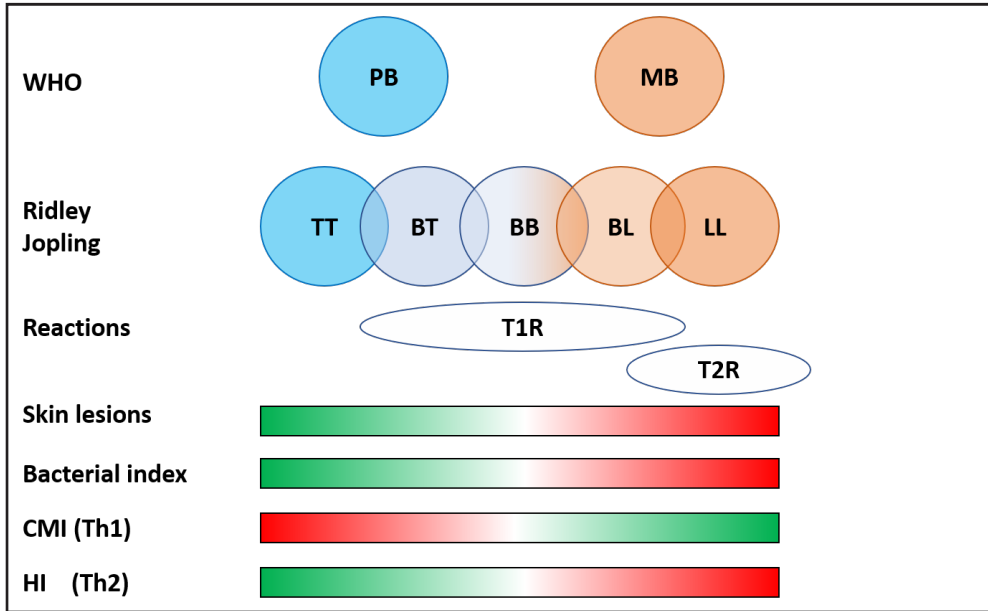 WHO
PB
MB
Ridley
Jopling
TT
BT
BB
BL
LL
Reactions
T1R
T2R
Skin lesions
Bacterial index
CMI (Th1)
HI (Th2)